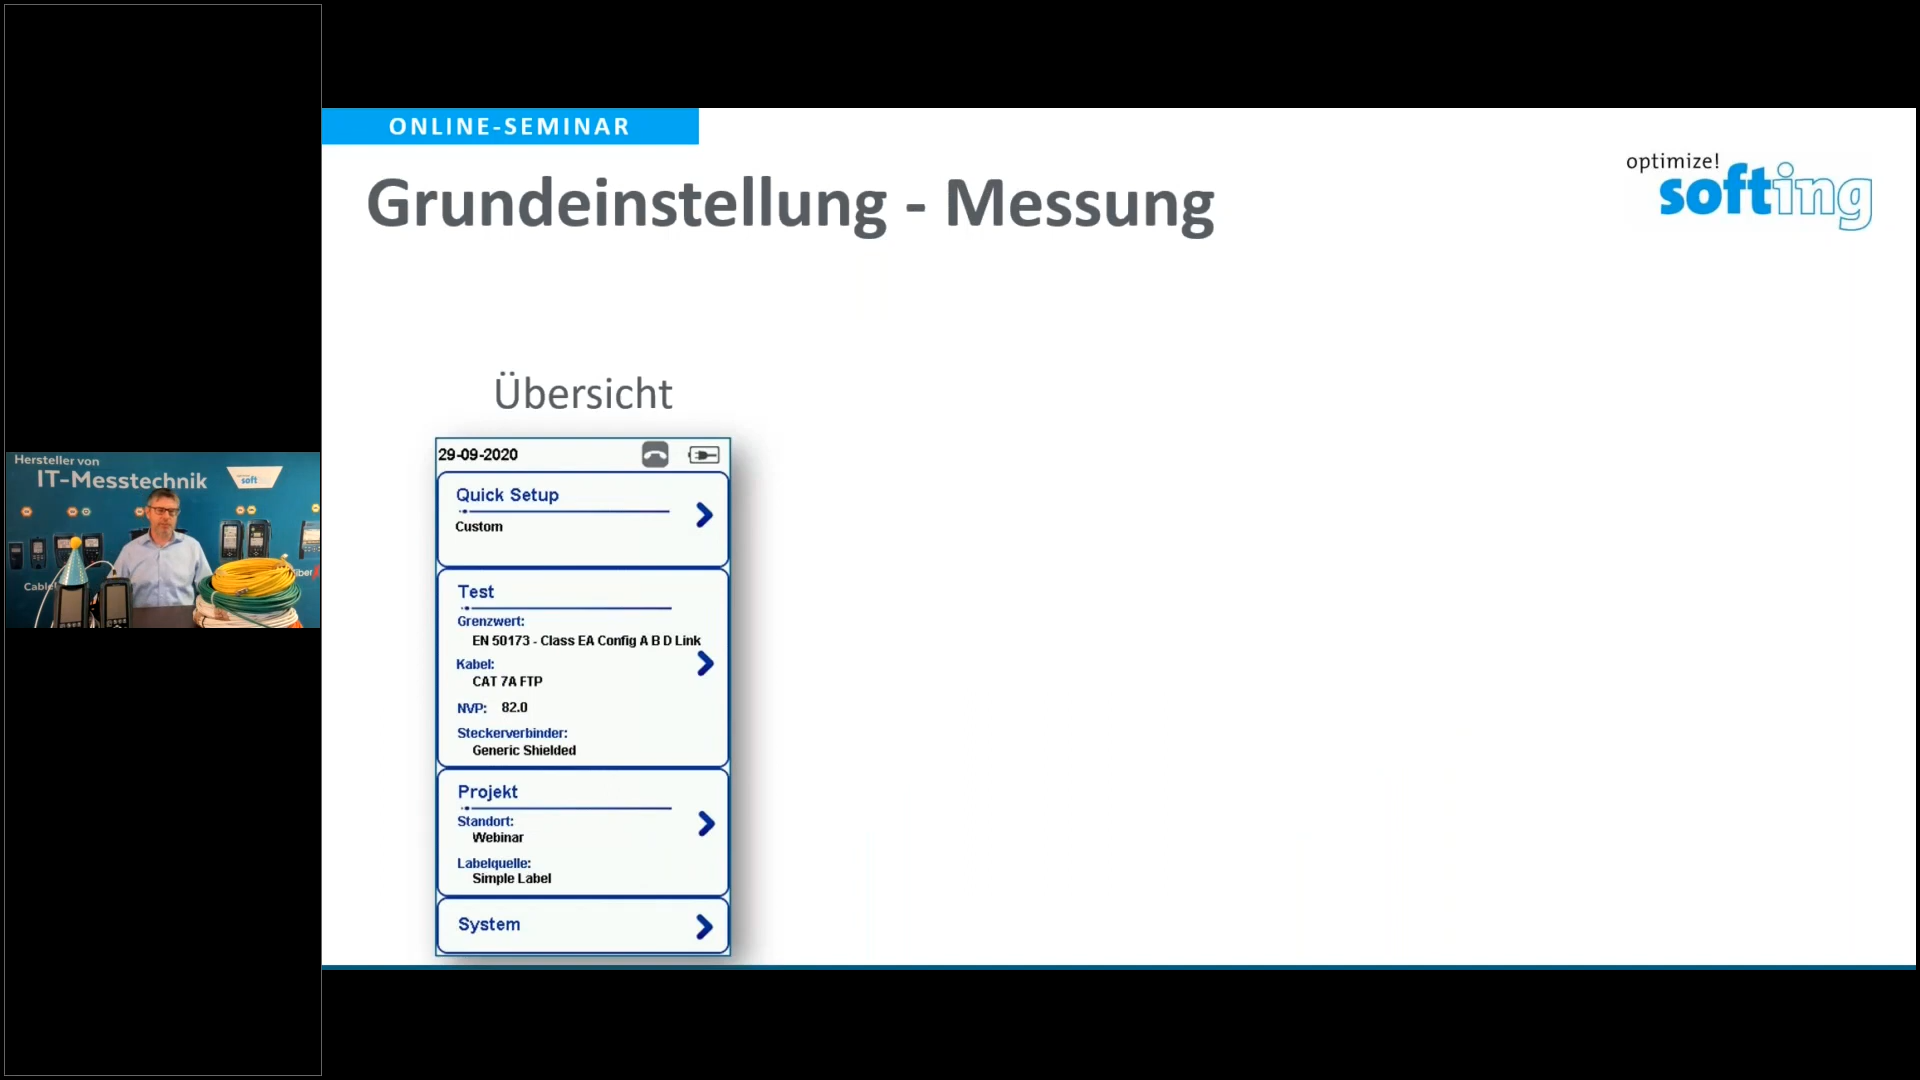 ONLINE-SEMINAR
Grundeinstellung - Messung
optimize!
softing
Hersteller von
IT-Messtechnik
soft
Cable
Übersicht
29-09-2020
Quick Setup
Custom
Test
Grenzwert:
EN 50173 - Class EA Config A B D Link
Kabel:
CAT 7A FTP
NVP: 82.0
Steckerverbinder:
Generic Shielded
Projekt
Standort:
Webinar
Labelquelle:
Simple Label
System